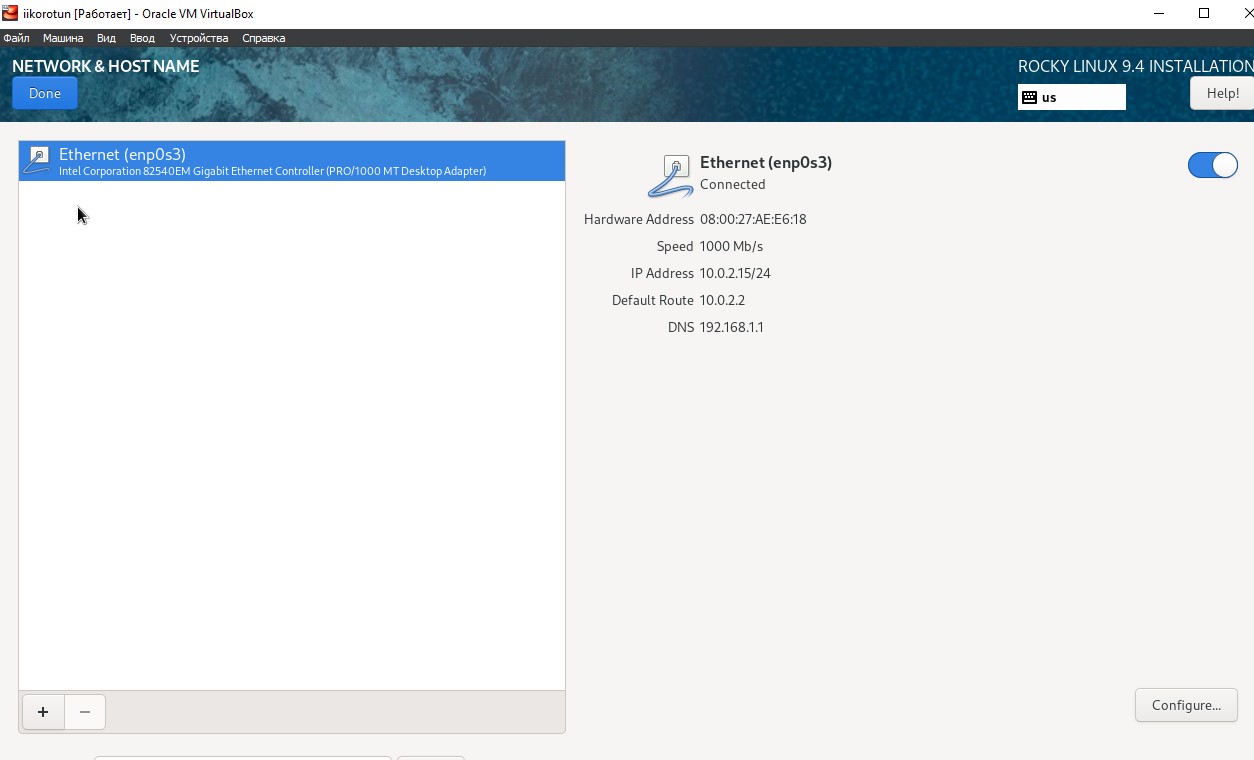 iikorotun [Работает] - Oracle VM VirtualBox
Файл Машина Вид Ввод Устройства Справка
NETWORK & HOST NAME
ROCKY LINUX 9.4 INSTALLATION
Done
us
Help!
Ethernet (enp0s3)
Intel Corporation 82540EM Gigabit Ethernet Controller (PRO/1000 MT Desktop Adapter)
Ethernet (enp0s3)
Connected
Hardware Address 08:00:27:AE:E6:18
Speed 1000 Mb/s
IP Address 10.0.2.15/24
Default Route 10.0.2.2
DNS 192.168.1.1
+ −
Configure...